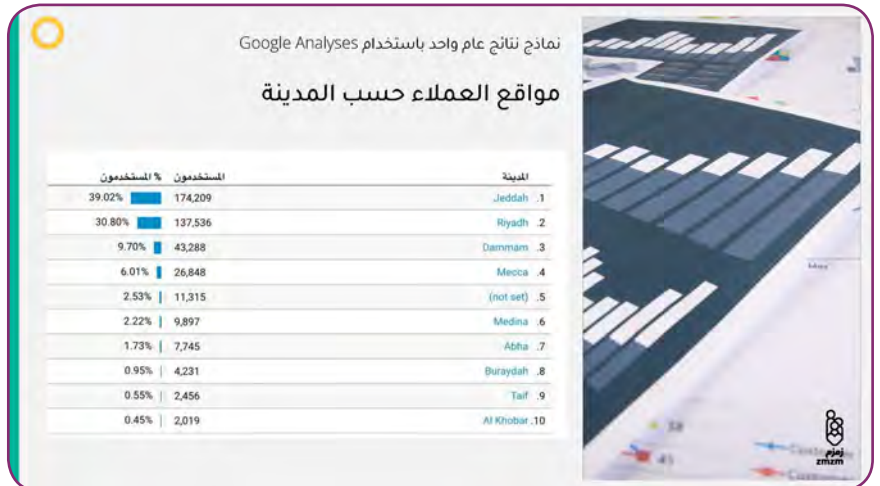 نماذج نتائج عام واحد باستخدام Google Analyses
مواقع العملاء حسب المدينة
المدينة المستخدمون % المستخدمون
1. Jeddah 174,209 39.02%
2. Riyadh 137,536 30.80%
3. Dammam 43,288 9.70%
4. Mecca 26,848 6.01%
5. (not set) 11,315 2.53%
6. Medina 9,897 2.22%
7. Abha 7,745 1.73%
8. Buraydah 4,231 0.95%
9. Taif 2,456 0.55%
10. Al Khobar 2,019 0.45%
38
43
زمزم
zmzm